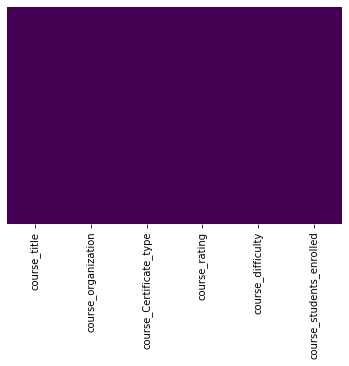 course_title
course_organization
course_Certificate_type
course_rating
course_difficulty
course_students_enrolled